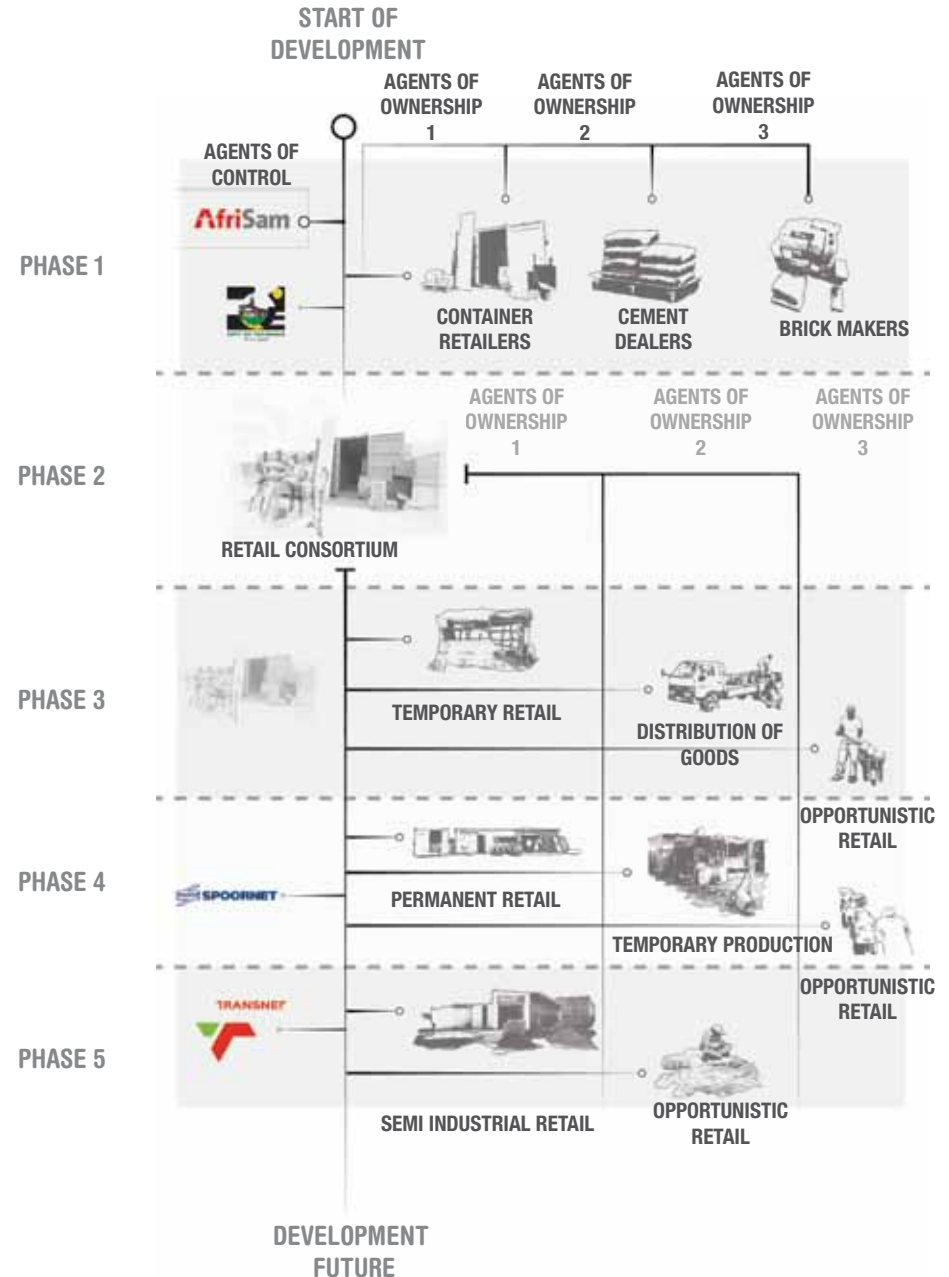 START OF
DEVELOPMENT
AGENTS OF
OWNERSHIP
1
AGENTS OF
OWNERSHIP
2
AGENTS OF
OWNERSHIP
3
AGENTS OF
CONTROL
PHASE 1
AfriSam
CONTAINER
RETAILERS
CEMENT
DEALERS
BRICK MAKERS
AGENTS OF
OWNERSHIP
1
AGENTS OF
OWNERSHIP
2
AGENTS OF
OWNERSHIP
3
PHASE 2
RETAIL CONSORTIUM
PHASE 3
TEMPORARY RETAIL
DISTRIBUTION OF
GOODS
OPPORTUNISTIC
RETAIL
PHASE 4
SPOORNET
PERMANENT RETAIL
TEMPORARY PRODUCTION
OPPORTUNISTIC
RETAIL
TRANSNET
PHASE 5
SEMI INDUSTRIAL RETAIL
OPPORTUNISTIC
RETAIL
DEVELOPMENT
FUTURE